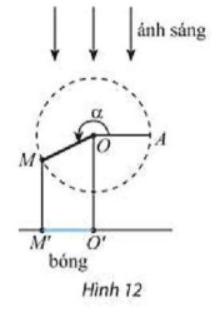 ánh sáng
α
O
A
M
M' O'
bóng
Hình 12